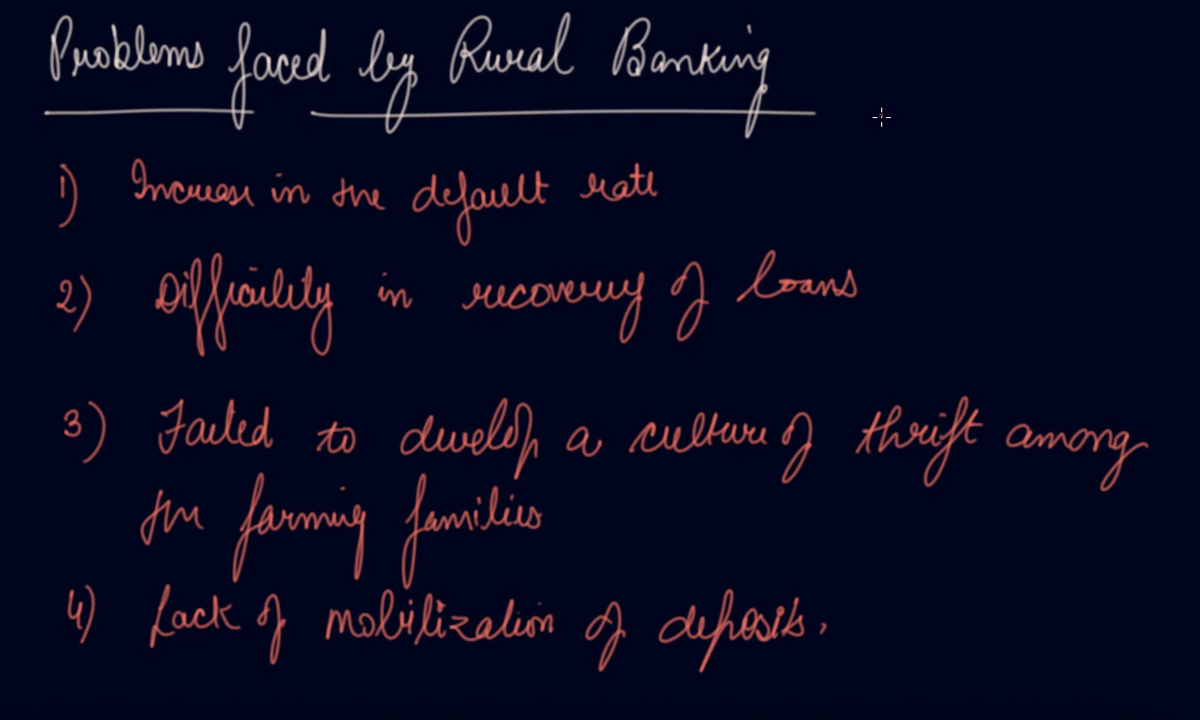 Problems faced by Rural Banking
1) Increase in the default rate
2) Difficulity in recovery of loans
3) Failed to develop a culture of thrift among
the farming families
4) Lack of mobilization of deposits.